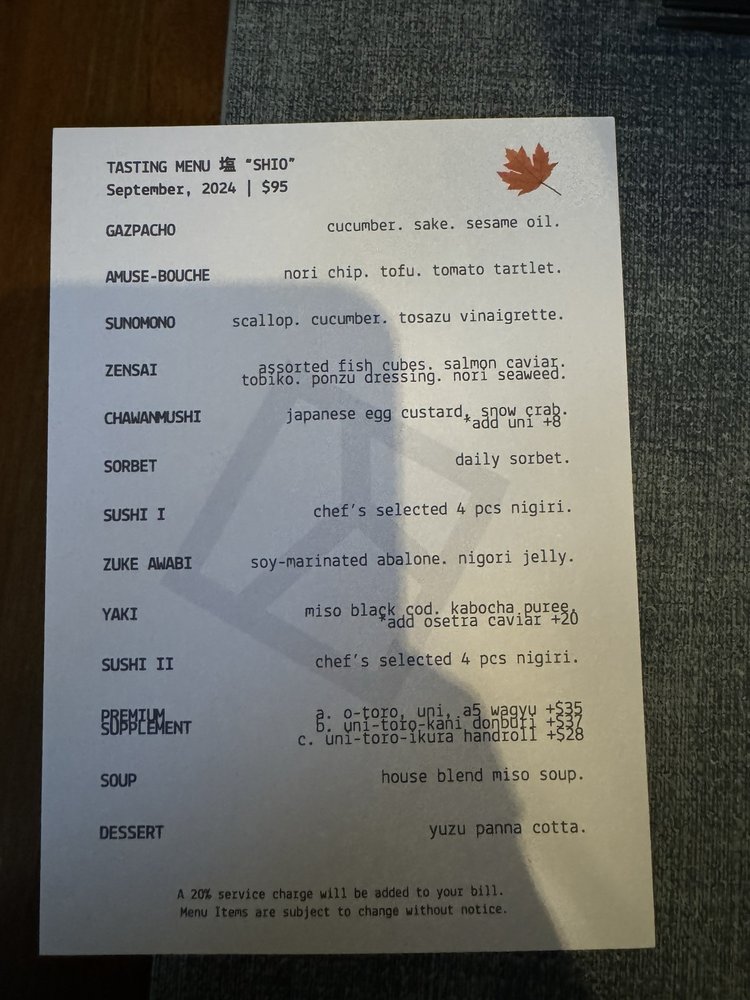 TASTING MENU 塩 "SHIO"
September, 2024 | $95
GAZPACHO cucumber. sake. sesame oil.
AMUSE-BOUCHE nori chip. tofu. tomato tartlet.
SUNOMONO scallop. cucumber. tosazu vinaigrette.
ZENSAI assorted fish cubes. salmon caviar.
tobiko. ponzu dressing. nori seaweed.
CHAWANMUSHI japanese egg custard, snow crab.
*add uni +8
SORBET daily sorbet.
SUSHI I chef's selected 4 pcs nigiri.
ZUKE AWABI soy-marinated abalone. nigori jelly.
YAKI miso black cod. kabocha puree.
*add osetra caviar +20
SUSHI II chef's selected 4 pcs nigiri.
PREMIUM a. o-toro, uni, a5 wagyu +$35
SUPPLEMENT b. uni-toro-kani donburi +$37
c. uni-toro-ikura handroll +$28
SOUP house blend miso soup.
DESSERT yuzu panna cotta.
A 20% service charge will be added to your bill.
Menu Items are subject to change without notice.